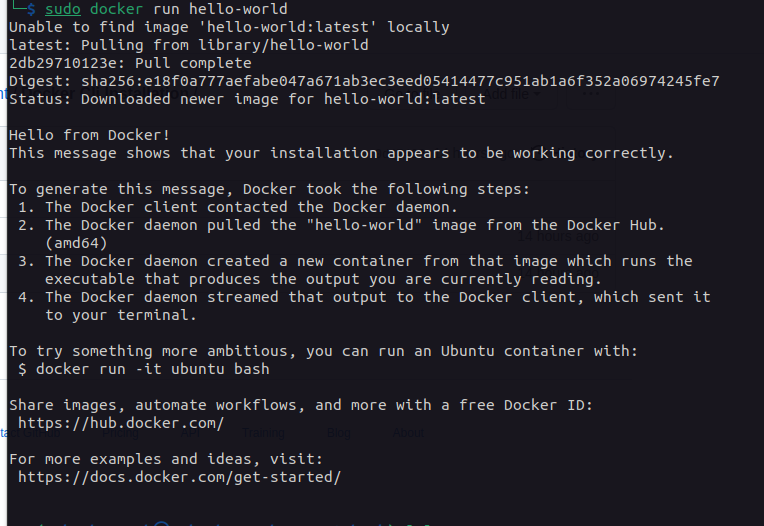 $ sudo docker run hello-world
Unable to find image 'hello-world:latest' locally
latest: Pulling from library/hello-world
2db29710123e: Pull complete
Digest: sha256:e18f0a777aefabe047a671ab3ec3eed05414477c951ab1a6f352a06974245fe7
Status: Downloaded newer image for hello-world:latest
Hello from Docker!
This message shows that your installation appears to be working correctly.
To generate this message, Docker took the following steps:
1. The Docker client contacted the Docker daemon.
2. The Docker daemon pulled the "hello-world" image from the Docker Hub.
(amd64)
3. The Docker daemon created a new container from that image which runs the
executable that produces the output you are currently reading.
4. The Docker daemon streamed that output to the Docker client, which sent it
to your terminal.
To try something more ambitious, you can run an Ubuntu container with:
$ docker run -it ubuntu bash
Share images, automate workflows, and more with a free Docker ID:
https://hub.docker.com/
Training Blog About
For more examples and ideas, visit:
https://docs.docker.com/get-started/